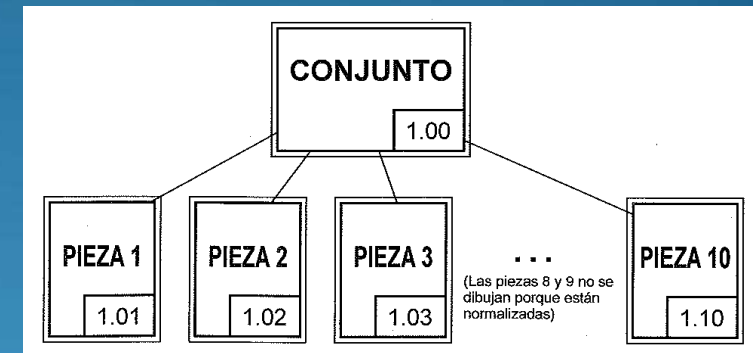 CONJUNTO
1.00
PIEZA 1
1.01
PIEZA 2
1.02
PIEZA 3
1.03
...
(Las piezas 8 y 9 no se
dibujan porque están
normalizadas)
PIEZA 10
1.10